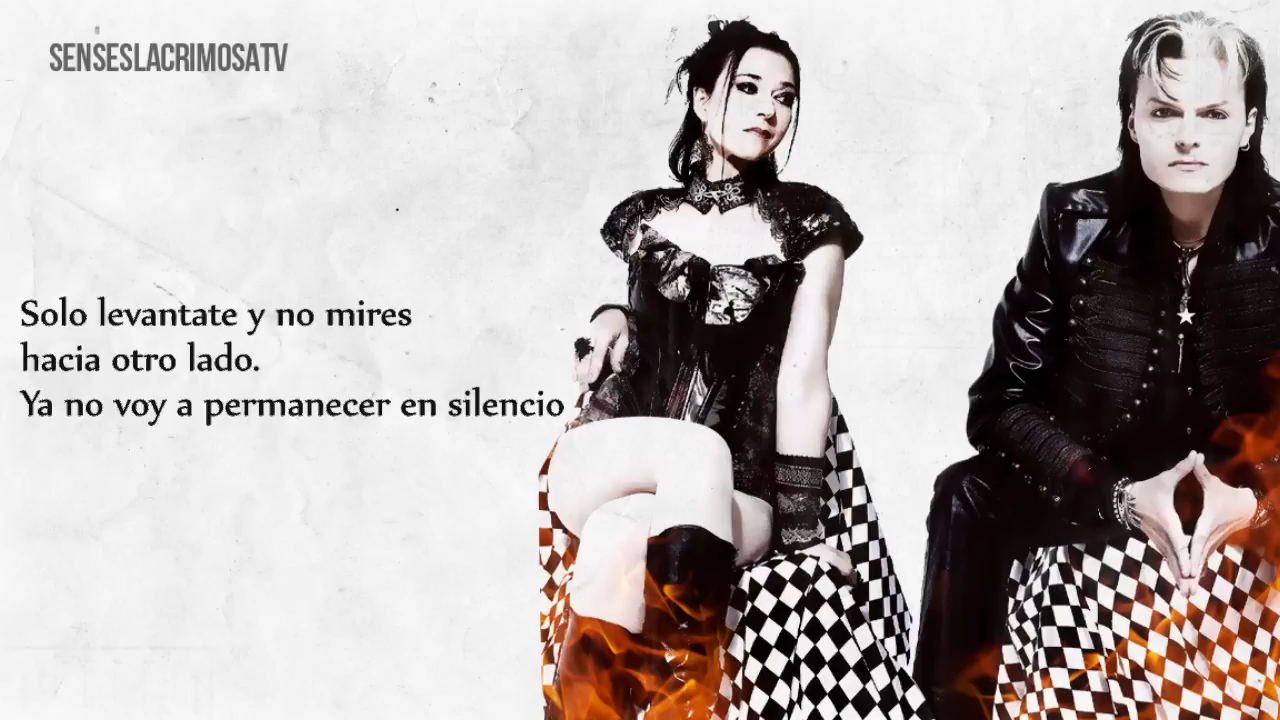 SENSESLACRIMOSATV
Solo levantate y no mires
hacia otro lado.
Ya no voy a permanecer en silencio